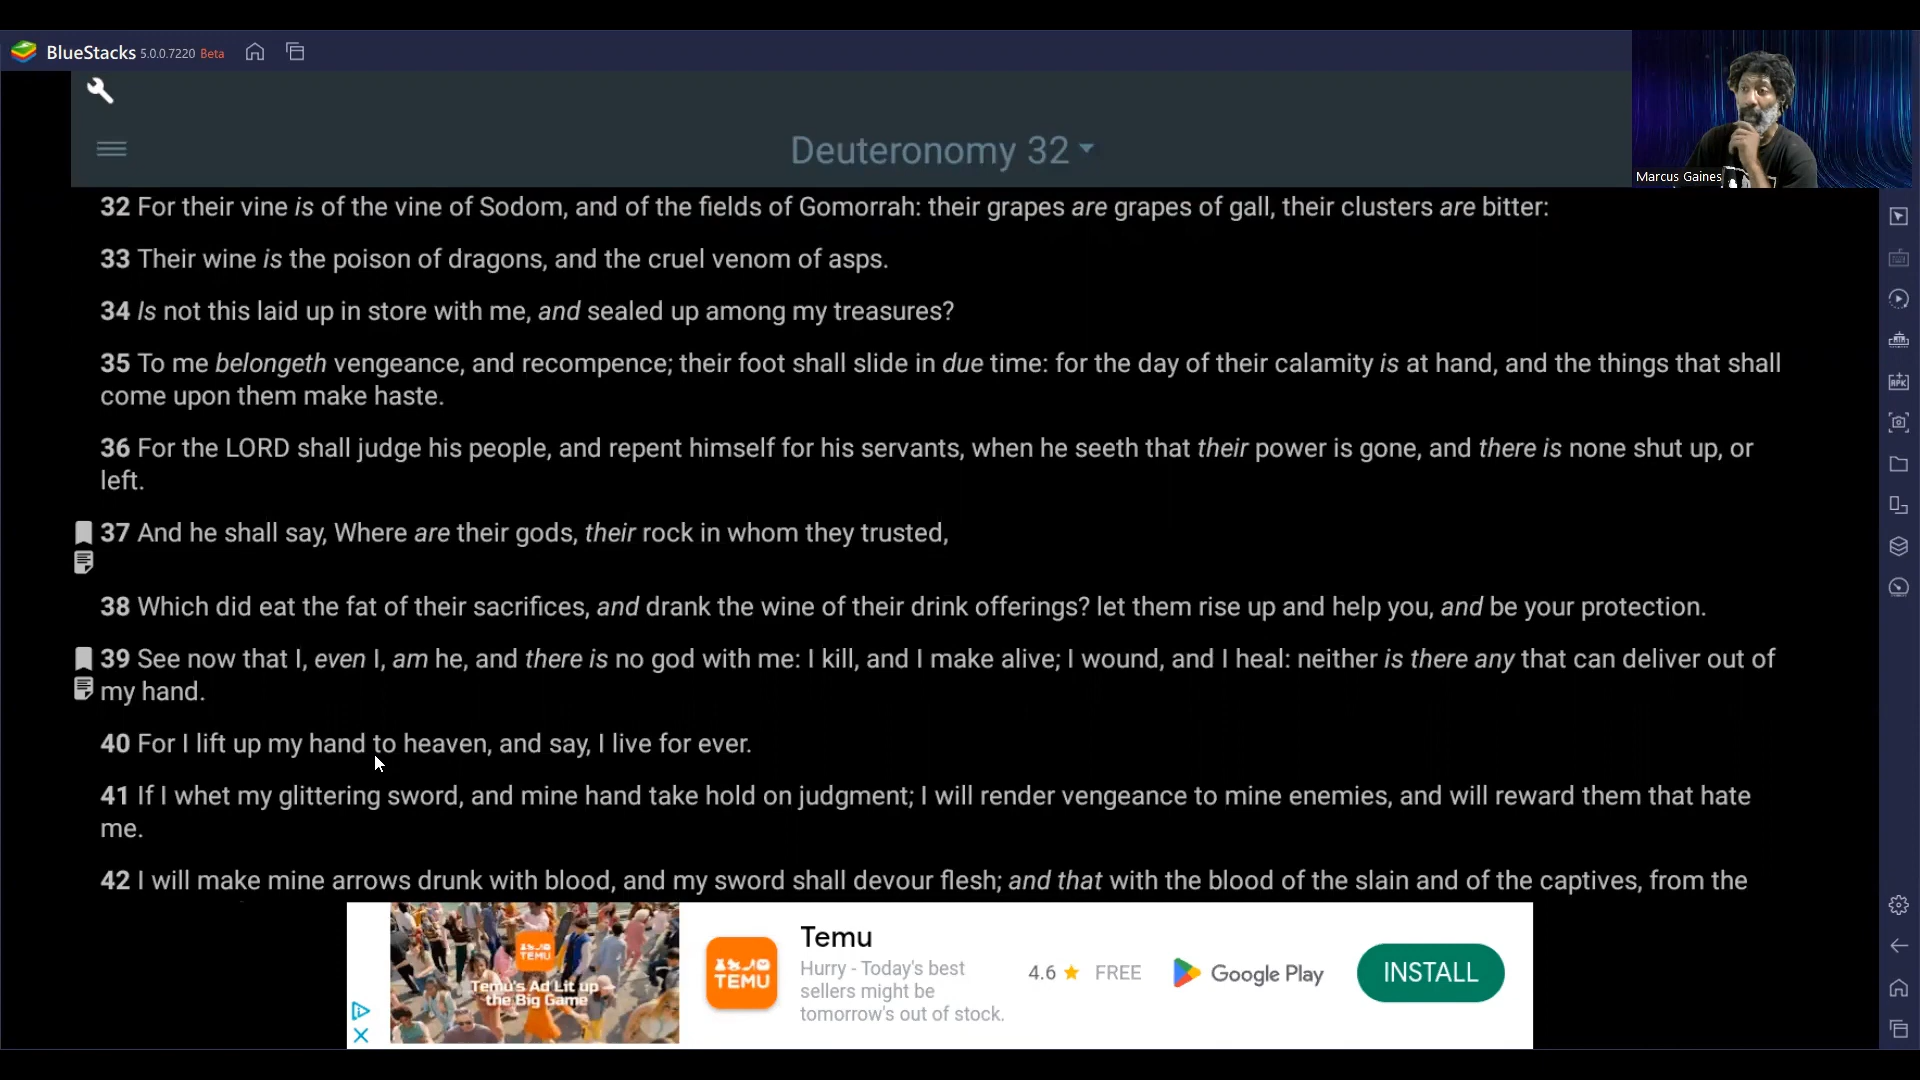 BlueStacks 5.0.0.7220 Beta
Marcus Gaines
Deuteronomy 32
32 For their vine is of the vine of Sodom, and of the fields of Gomorrah: their grapes are grapes of gall, their clusters are bitter:
33 Their wine is the poison of dragons, and the cruel venom of asps.
34 Is not this laid up in store with me, and sealed up among my treasures?
35 To me belongeth vengeance, and recompence; their foot shall slide in due time: for the day of their calamity is at hand, and the things that shall
come upon them make haste.
36 For the LORD shall judge his people, and repent himself for his servants, when he seeth that their power is gone, and there is none shut up, or
left.
37 And he shall say, Where are their gods, their rock in whom they trusted,
38 Which did eat the fat of their sacrifices, and drank the wine of their drink offerings? let them rise up and help you, and be your protection.
39 See now that I, even I, am he, and there is no god with me: I kill, and I make alive; I wound, and I heal: neither is there any that can deliver out of
my hand.
40 For I lift up my hand to heaven, and say, I live for ever.
41 If I whet my glittering sword, and mine hand take hold on judgment; I will render vengeance to mine enemies, and will reward them that hate
me.
42 I will make mine arrows drunk with blood, and my sword shall devour flesh; and that with the blood of the slain and of the captives, from the
TEMU
Temu's Ad Lit up
the Big Game
TEMU
Temu
Hurry - Today's best
sellers might be
tomorrow's out of stock.
4.6 ★ FREE
Google Play
INSTALL